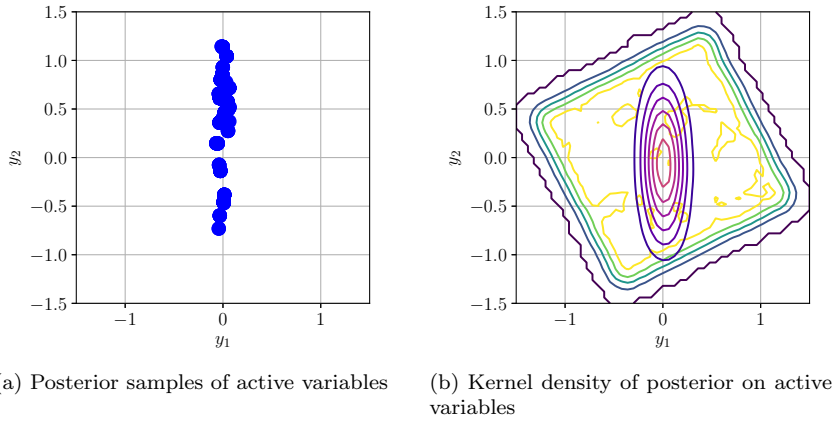 1.5
1.0
0.5
0.0
−0.5
−1.0
−1.5
y2
−1
0
1
y1
1.5
1.0
0.5
0.0
−0.5
−1.0
−1.5
y2
−1
0
1
y1
a) Posterior samples of active variables
(b) Kernel density of posterior on active
variables